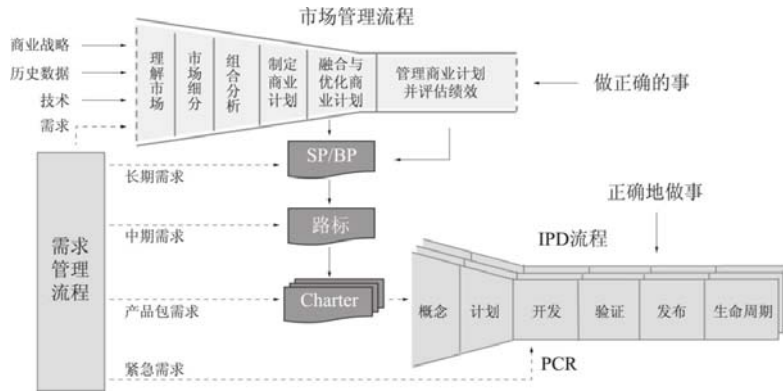 市场管理流程
商业战略
历史数据
技术
需求
理解市场
市场细分
组合分析
制定
商业
计划
融合与
优化商
业计划
管理商业计划
并评估绩效
做正确的事
SP/BP
长期需求
正确地做事
需求
管理
流程
中期需求
路标
IPD流程
产品包需求
Charter
概念
计划
开发
验证
发布
生命周期
紧急需求
PCR